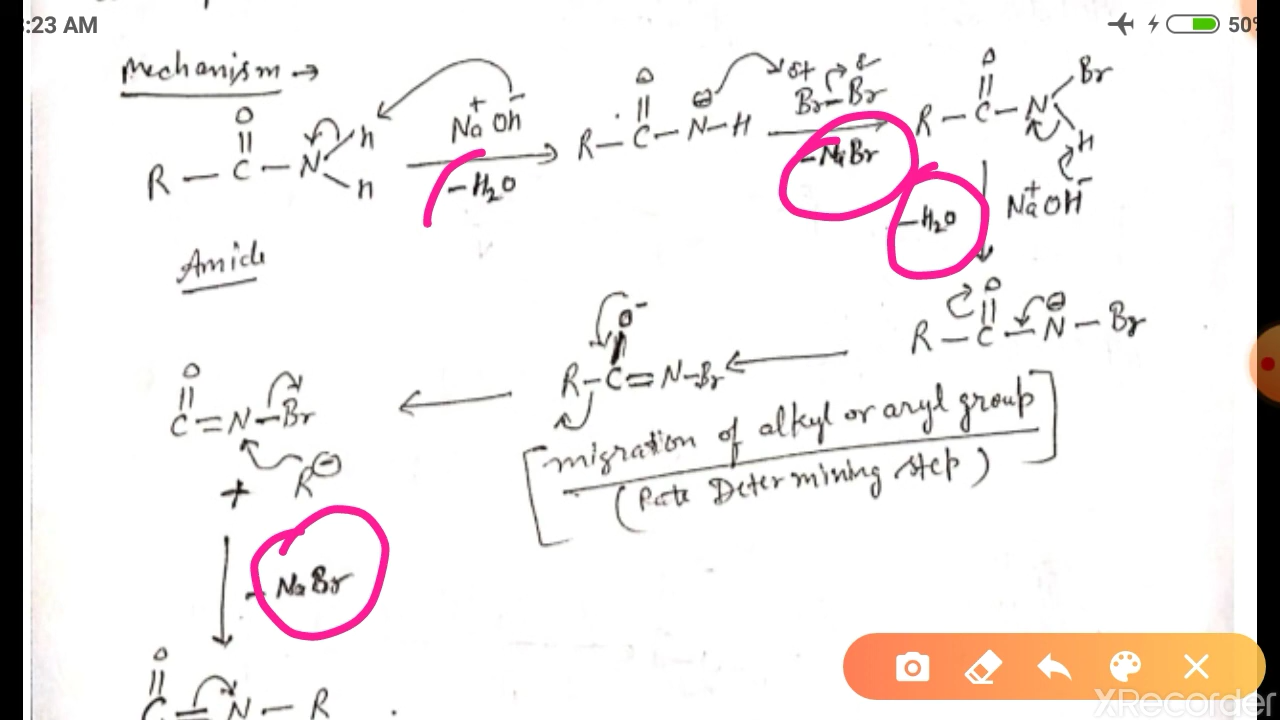 :23 AM
50%
Mechanism →
O
R — C — N H H
Na+ OH-
-H2O
O
R — C — N — H
⊖
δ+ δ-
Br — Br
-NaBr
O
R — C — N Br H
Na+ OH-
-H2O
Amide
O ⊖
R — C — N — Br
O-
R — C = N — Br
O
C = N — Br
+ R⊖
[migration of alkyl or aryl group
(Rate Determining step)]
- NaBr
O
C = N — R
XRecorder